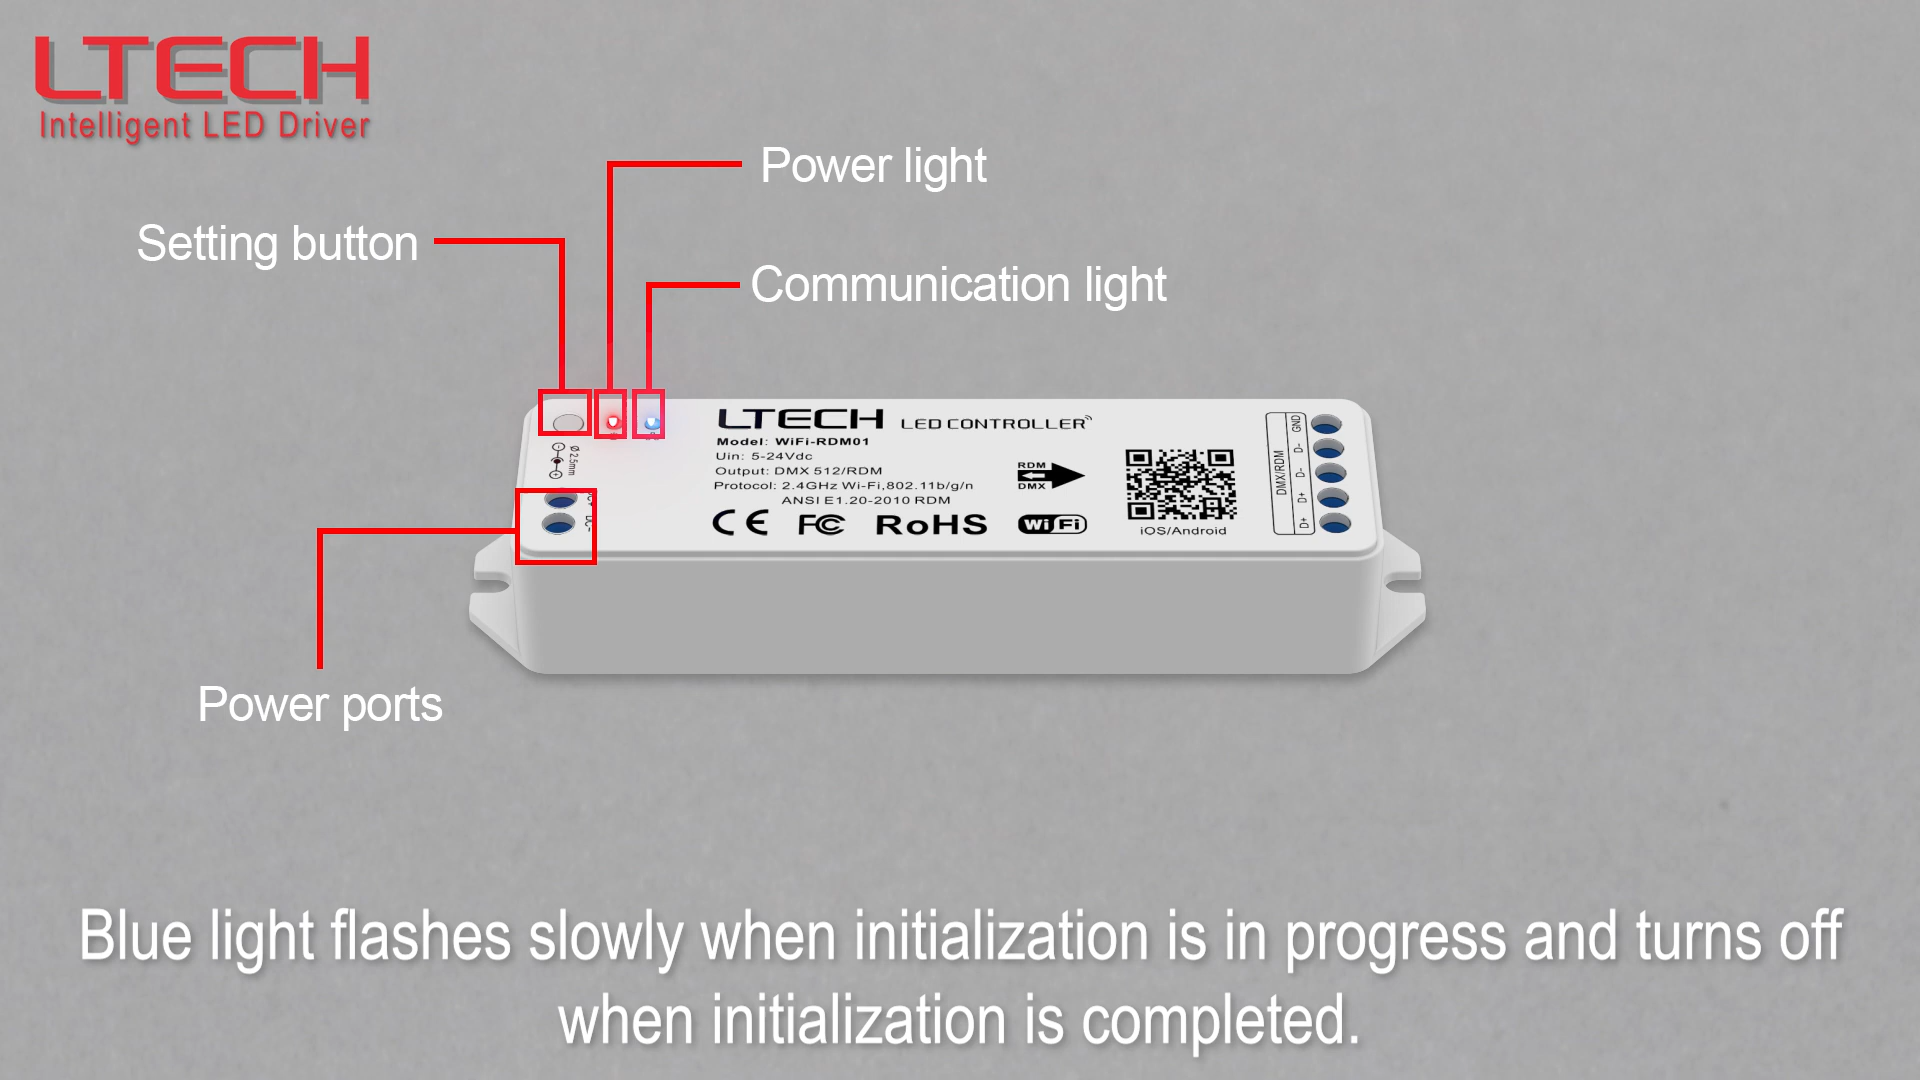 LTECH
Intelligent LED Driver
Power light
Setting button
Communication light
LTECH LED CONTROLLER
Model: WiFi-RDM01
Uin: 5-24Vdc
Output: DMX 512/RDM
Protocol: 2.4GHz Wi-Fi,802.11b/g/n
ANSI E1.20-2010 RDM
CE FC RoHS WiFi
RDM
DMX
iOS/Android
DMX/RDM
GND
D-
D-
D+
D+
Ø2.5mm
DC-
Power ports
Blue light flashes slowly when initialization is in progress and turns off
when initialization is completed.